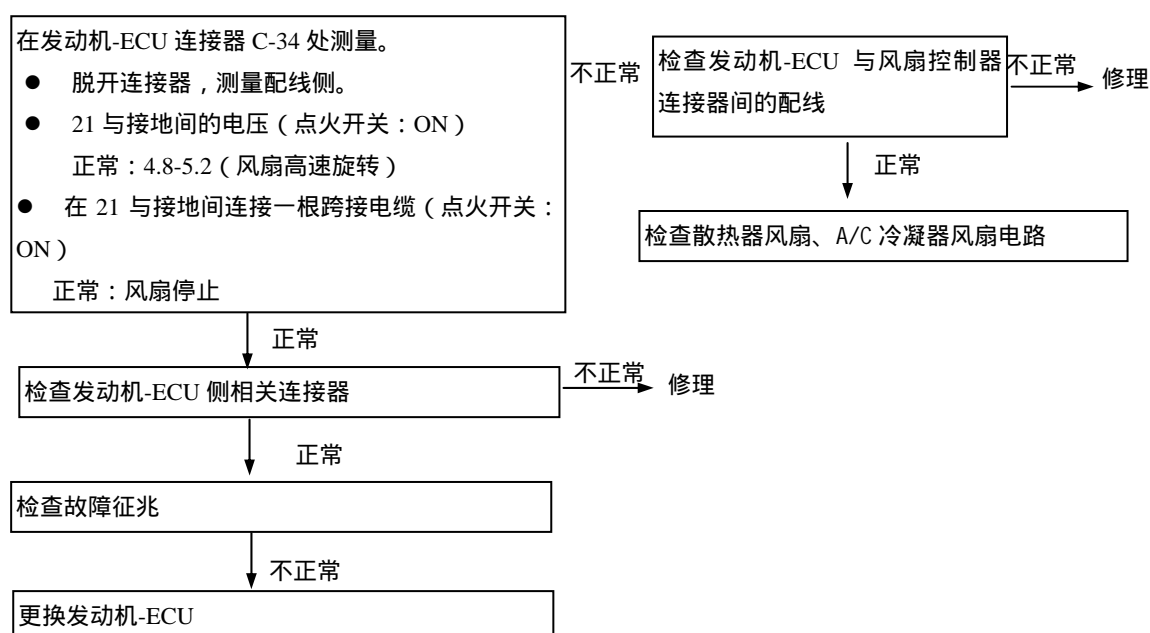 在发动机-ECU 连接器 C-34 处测量。
● 脱开连接器，测量配线侧。
● 21 与接地间的电压（点火开关：ON）
正常：4.8-5.2（风扇高速旋转）
● 在 21 与接地间连接一根跨接电缆（点火开关：
ON）
正常：风扇停止
不正常
检查发动机-ECU 与风扇控制器
连接器间的配线
不正常
修理
正常
检查散热器风扇、A/C 冷凝器风扇电路
正常
检查发动机-ECU 侧相关连接器
不正常
修理
正常
检查故障征兆
不正常
更换发动机-ECU